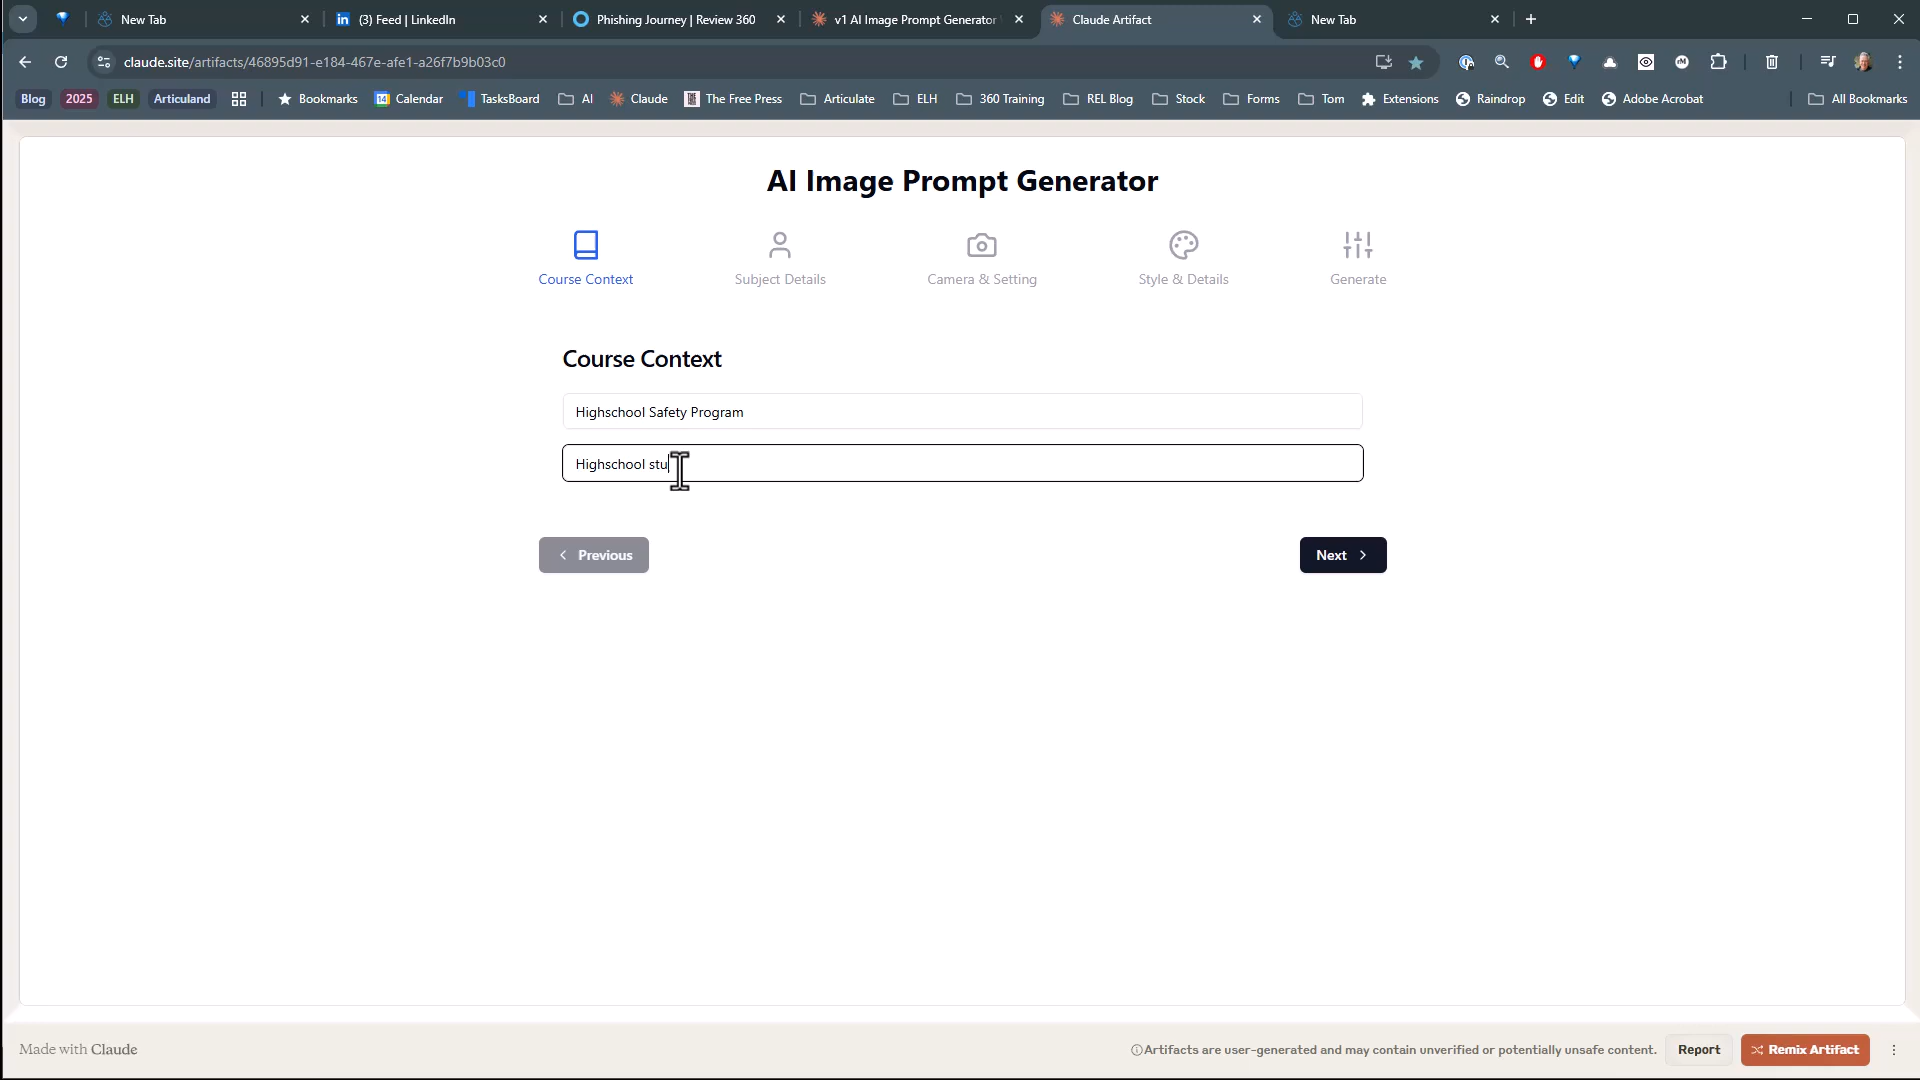 New Tab
(3) Feed | LinkedIn
Phishing Journey | Review 360
v1 AI Image Prompt Generator
Claude Artifact
New Tab
claude.site/artifacts/46895d91-e184-467e-afe1-a26f7b9b03c0
Blog
2025
ELH
Articuland
Bookmarks
Calendar
TasksBoard
AI
Claude
The Free Press
Articulate
ELH
360 Training
REL Blog
Stock
Forms
Tom
Extensions
Raindrop
Edit
Adobe Acrobat
All Bookmarks
AI Image Prompt Generator
Course Context
Subject Details
Camera & Setting
Style & Details
Generate
Course Context
Highschool Safety Program
Highschool stu
Previous
Next
Made with Claude
Artifacts are user-generated and may contain unverified or potentially unsafe content.
Report
Remix Artifact